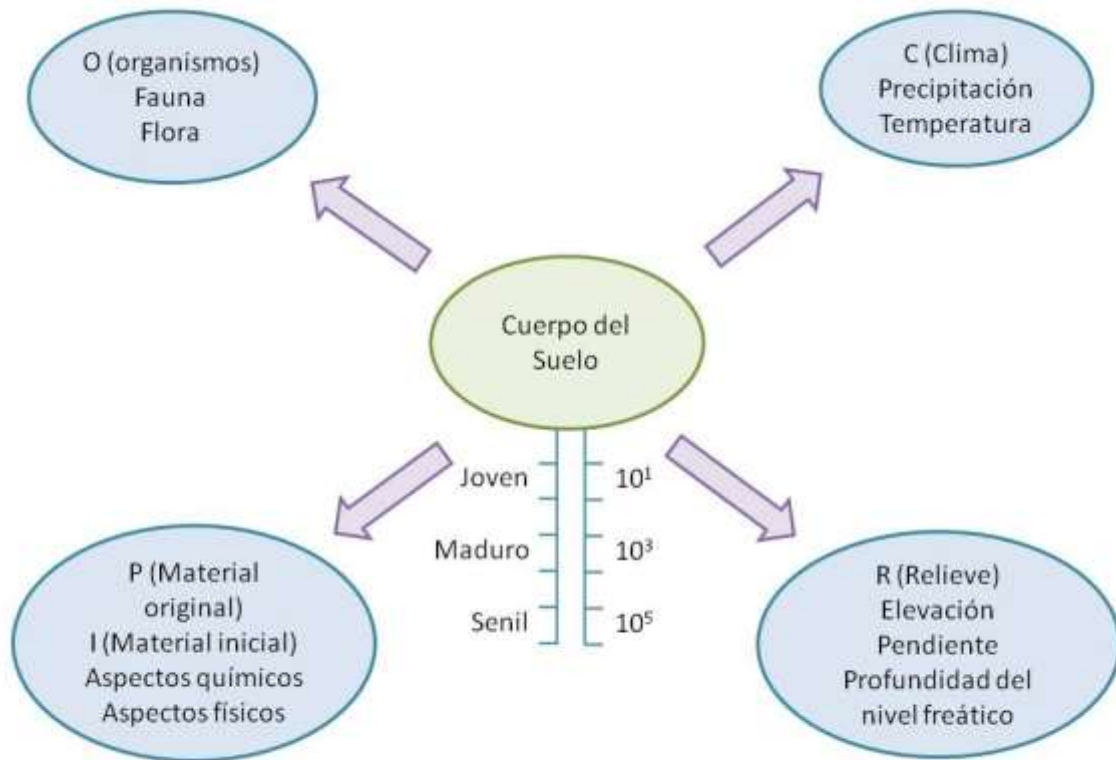 O (organismos)
Fauna
Flora
C (Clima)
Precipitación
Temperatura
Cuerpo del
Suelo
Joven
10¹
Maduro
10³
Senil
10⁵
P (Material
original)
I (Material inicial)
Aspectos químicos
Aspectos físicos
R (Relieve)
Elevación
Pendiente
Profundidad del
nivel freático